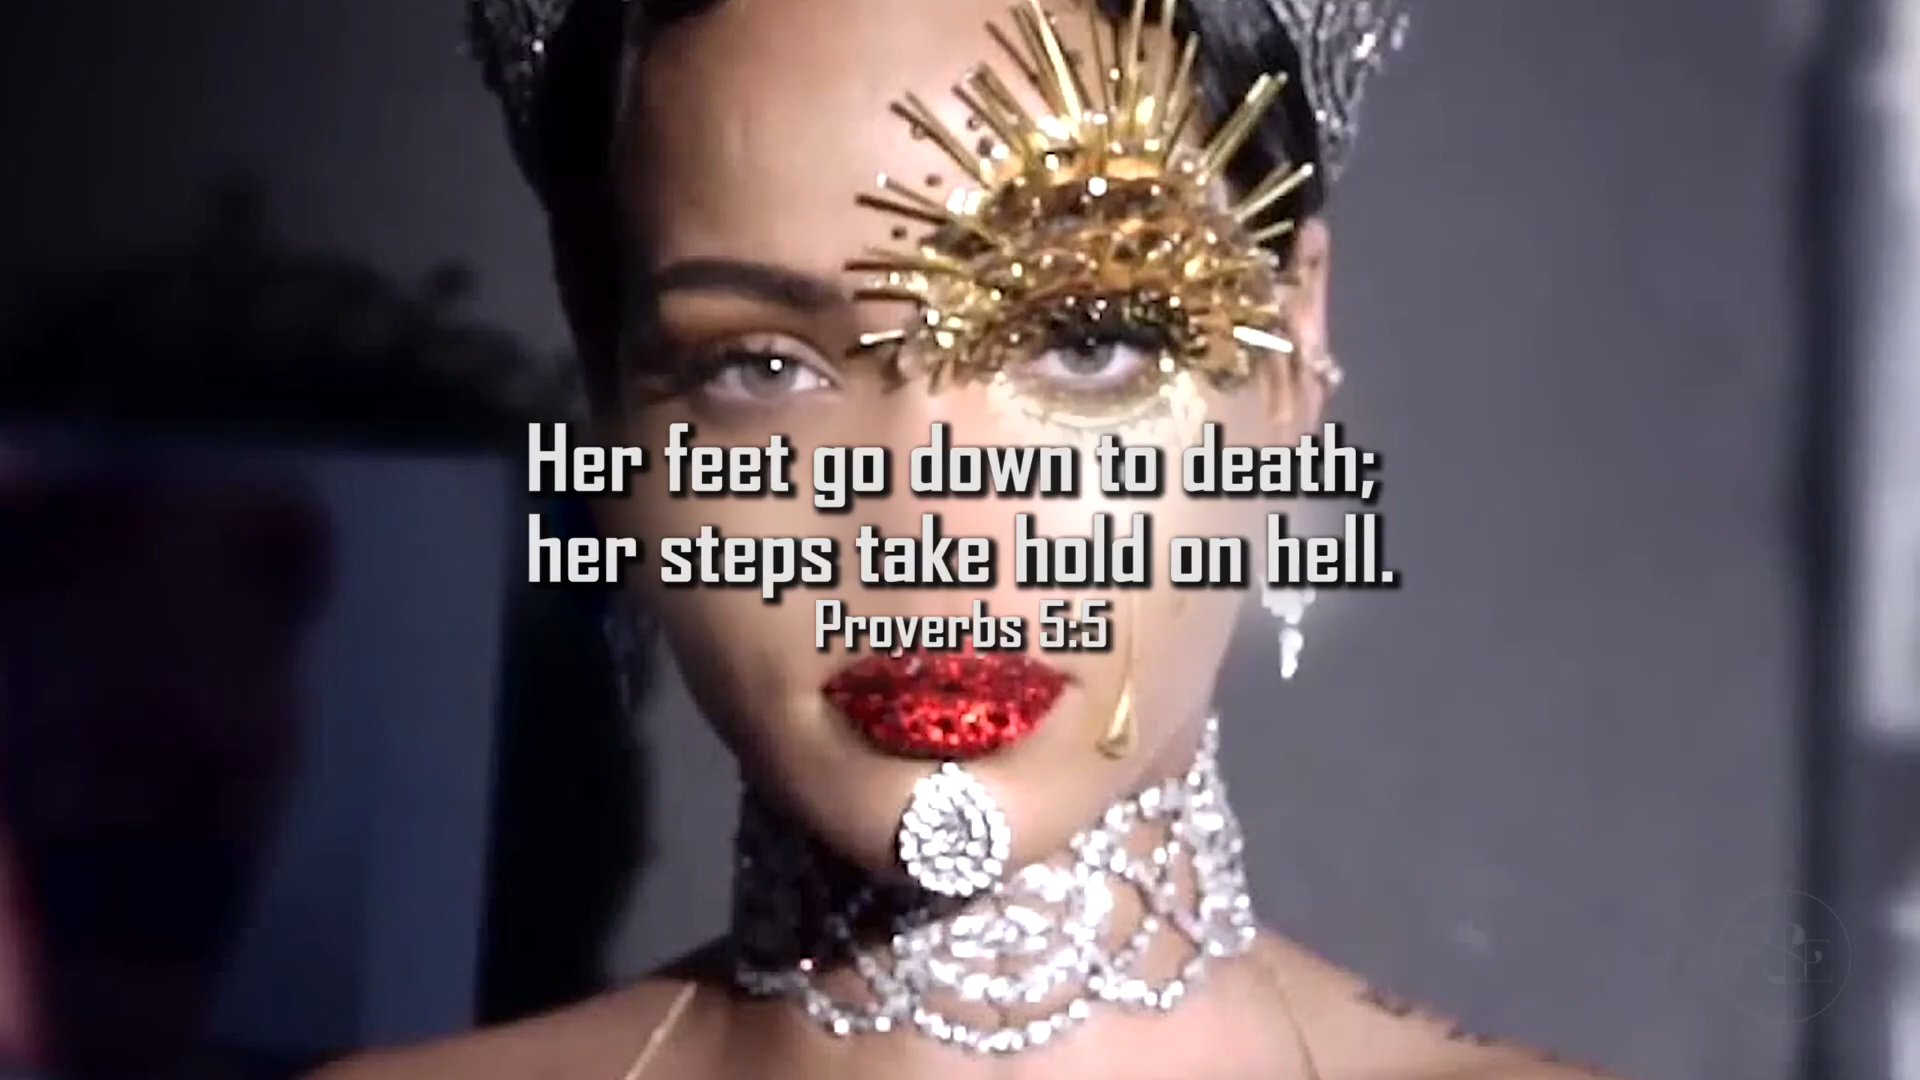 Her feet go down to death;
her steps take hold on hell.
Proverbs 5:5